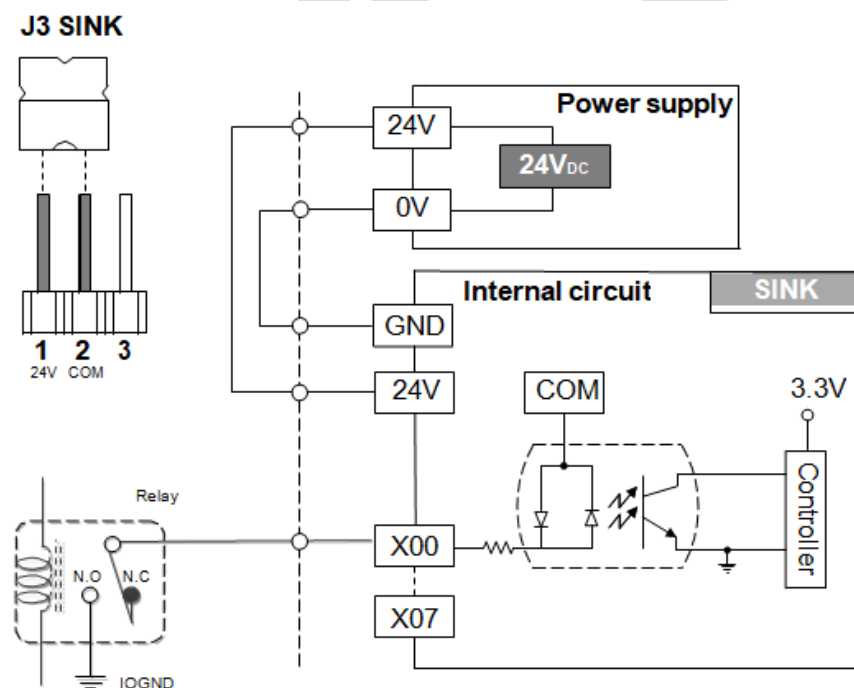 J3 SINK
1 2 3
24V COM
Power supply
24V
24VDC
0V
Internal circuit
SINK
GND
24V
COM
3.3V
Controller
Relay
N.O
N.C
X00
X07
IOGND